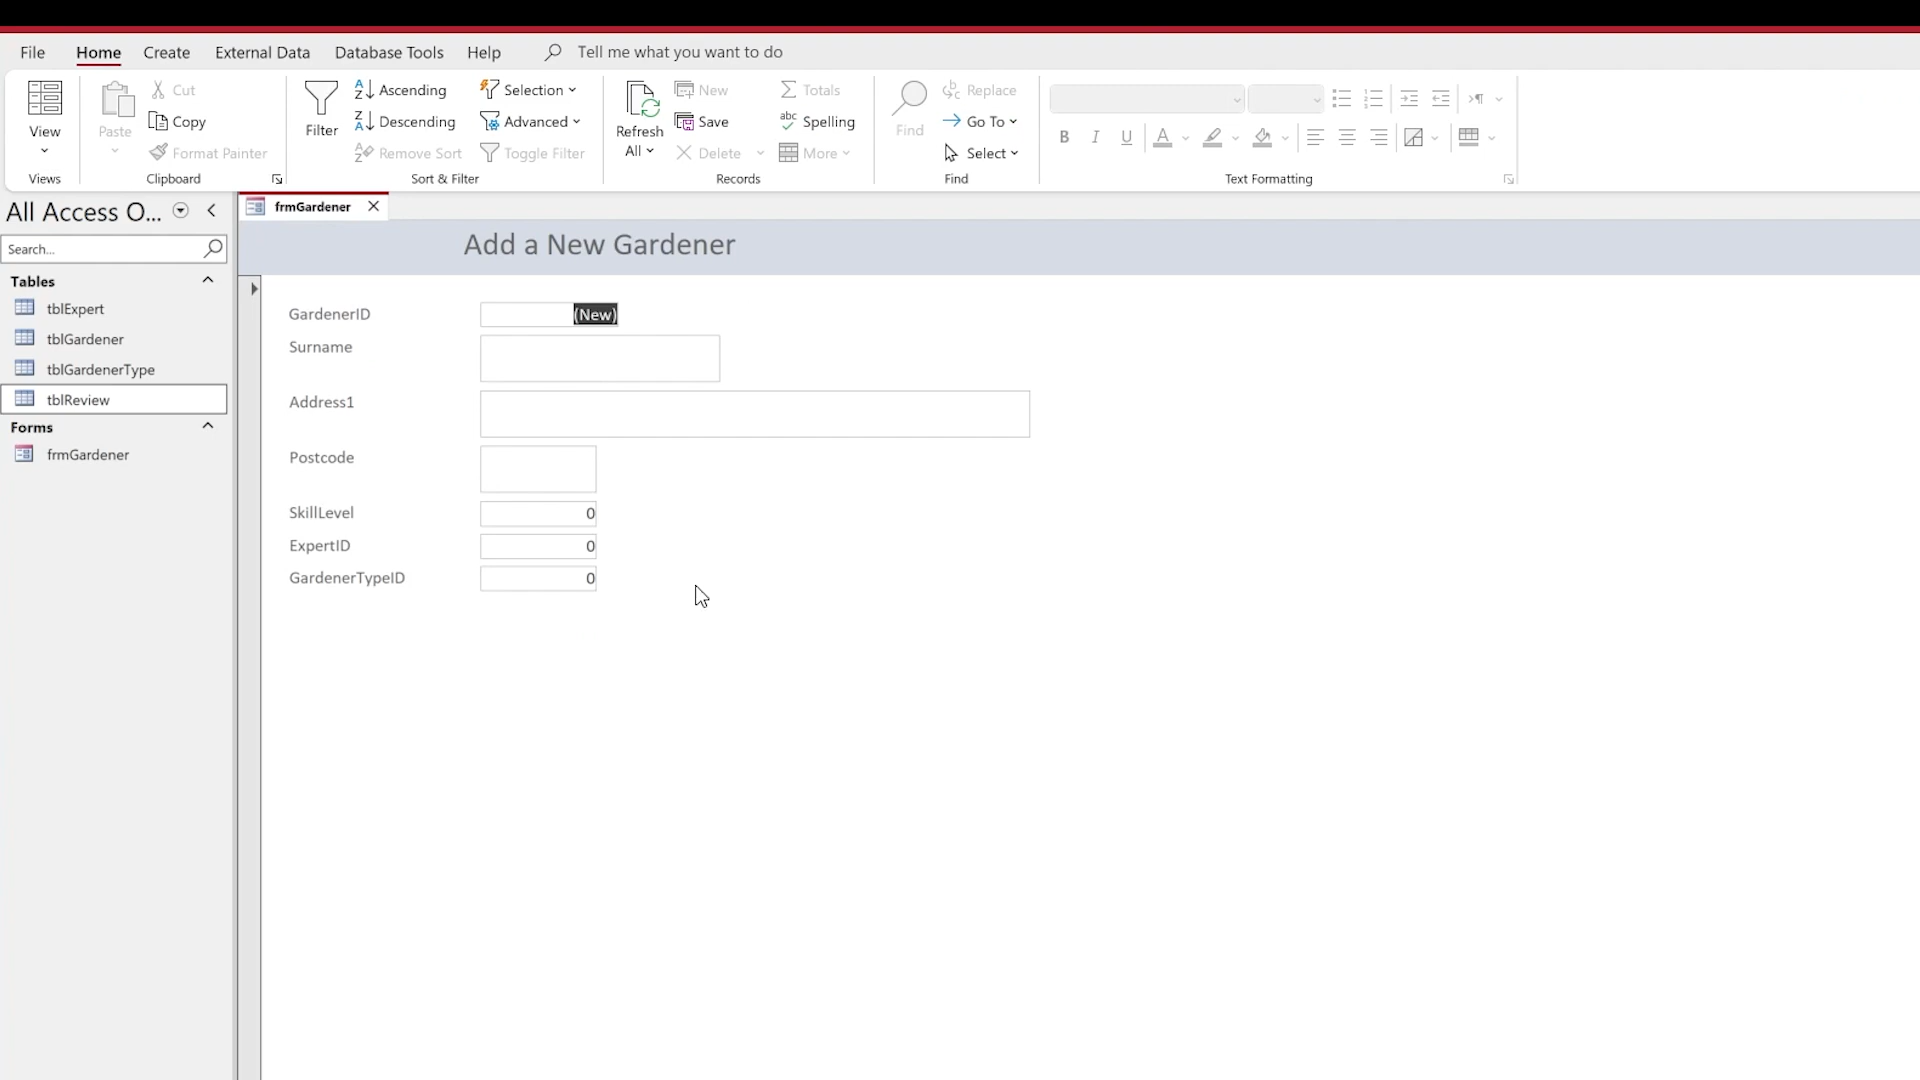 File Home Create External Data Database Tools Help Tell me what you want to do
View
Paste
Cut
Copy
Format Painter
Filter
Ascending
Descending
Remove Sort
Selection
Advanced
Toggle Filter
Refresh
All
New
Save
Delete
Totals
Spelling
More
Find
Replace
Go To
Select
B I U
Views Clipboard Sort & Filter Records Find Text Formatting
All Access O...
Search...
Tables
tblExpert
tblGardener
tblGardenerType
tblReview
Forms
frmGardener
frmGardener
Add a New Gardener
GardenerID (New)
Surname
Address1
Postcode
SkillLevel 0
ExpertID 0
GardenerTypeID 0